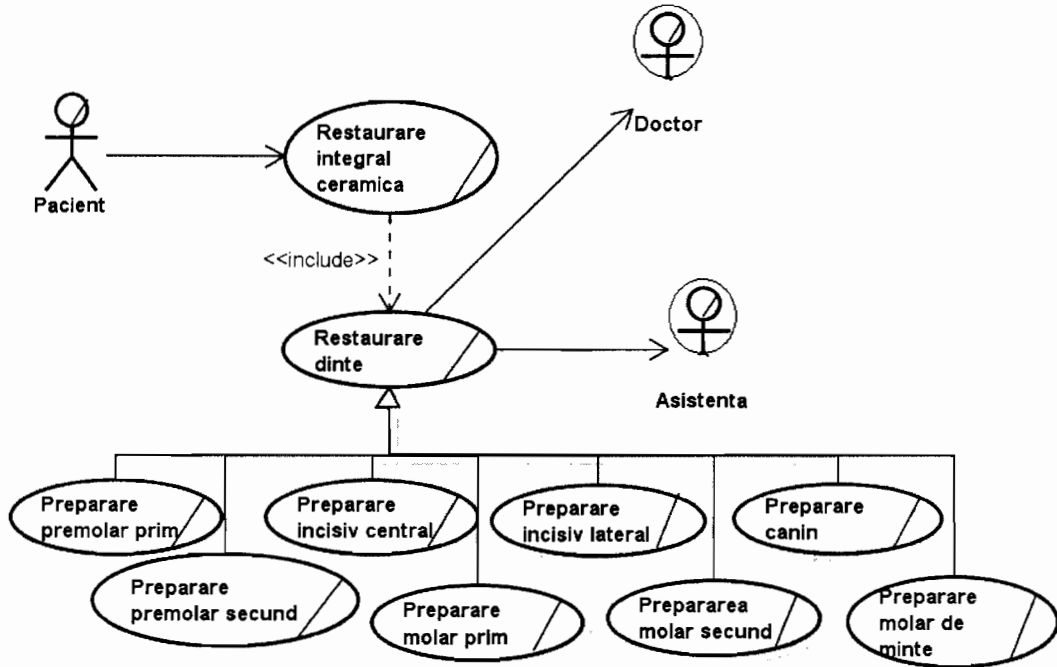 Doctor
Restaurare
integral
ceramica
Pacient
<<include>>
Restaurare
dinte
Asistenta
Preparare
premolar prim
Preparare
incisiv central
Preparare
incisiv lateral
Preparare
canin
Preparare
premolar secund
Preparare
molar prim
Prepararea
molar secund
Preparare
molar de
minte